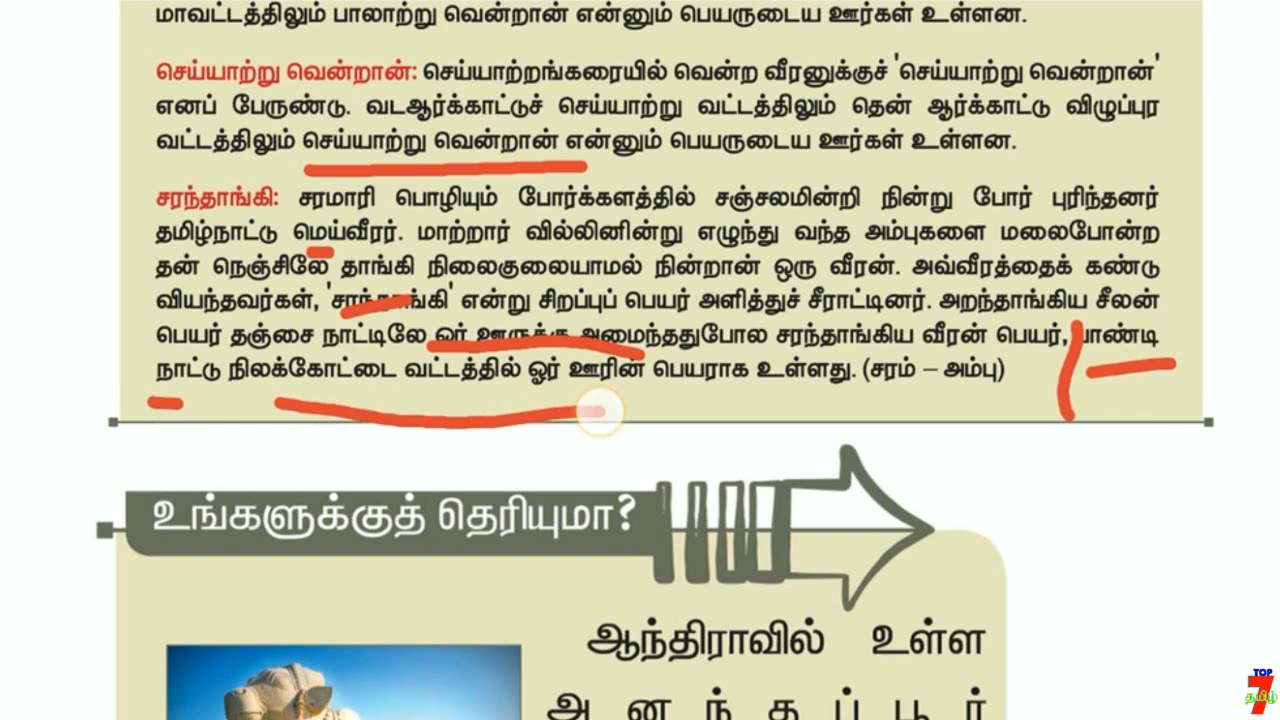 மாவட்டத்திலும் பாலாற்று வென்றான் என்னும் பெயருடைய ஊர்கள் உள்ளன.
செய்யாற்று வென்றான்: செய்யாற்றங்கரையில் வென்ற வீரனுக்குச் 'செய்யாற்று வென்றான்'
எனப் பேருண்டு. வடஆர்க்காட்டுச் செய்யாற்று வட்டத்திலும் தென் ஆர்க்காட்டு விழுப்புர
வட்டத்திலும் செய்யாற்று வென்றான் என்னும் பெயருடைய ஊர்கள் உள்ளன.
சரந்தாங்கி: சரமாரி பொழியும் போர்க்களத்தில் சஞ்சலமின்றி நின்று போர் புரிந்தனர்
தமிழ்நாட்டு மெய்வீரர். மாற்றார் வில்லினின்று எழுந்து வந்த அம்புகளை மலைபோன்ற
தன் நெஞ்சிலே தாங்கி நிலைகுலையாமல் நின்றான் ஒரு வீரன். அவ்வீரத்தைக் கண்டு
வியந்தவர்கள், 'சரந்தாங்கி' என்று சிறப்புப் பெயர் அளித்துச் சீராட்டினர். அறந்தாங்கிய சீலன்
பெயர் தஞ்சை நாட்டிலே ஓர் ஊருக்கு அமைந்ததுபோல சரந்தாங்கிய வீரன் பெயர், பாண்டி
நாட்டு நிலக்கோட்டை வட்டத்தில் ஓர் ஊரின் பெயராக உள்ளது. (சரம் – அம்பு)
உங்களுக்குத் தெரியுமா?
ஆந்திராவில் உள்ள
அ ன ந் த ப் பூ ர்
TOP
7
தமிழ்